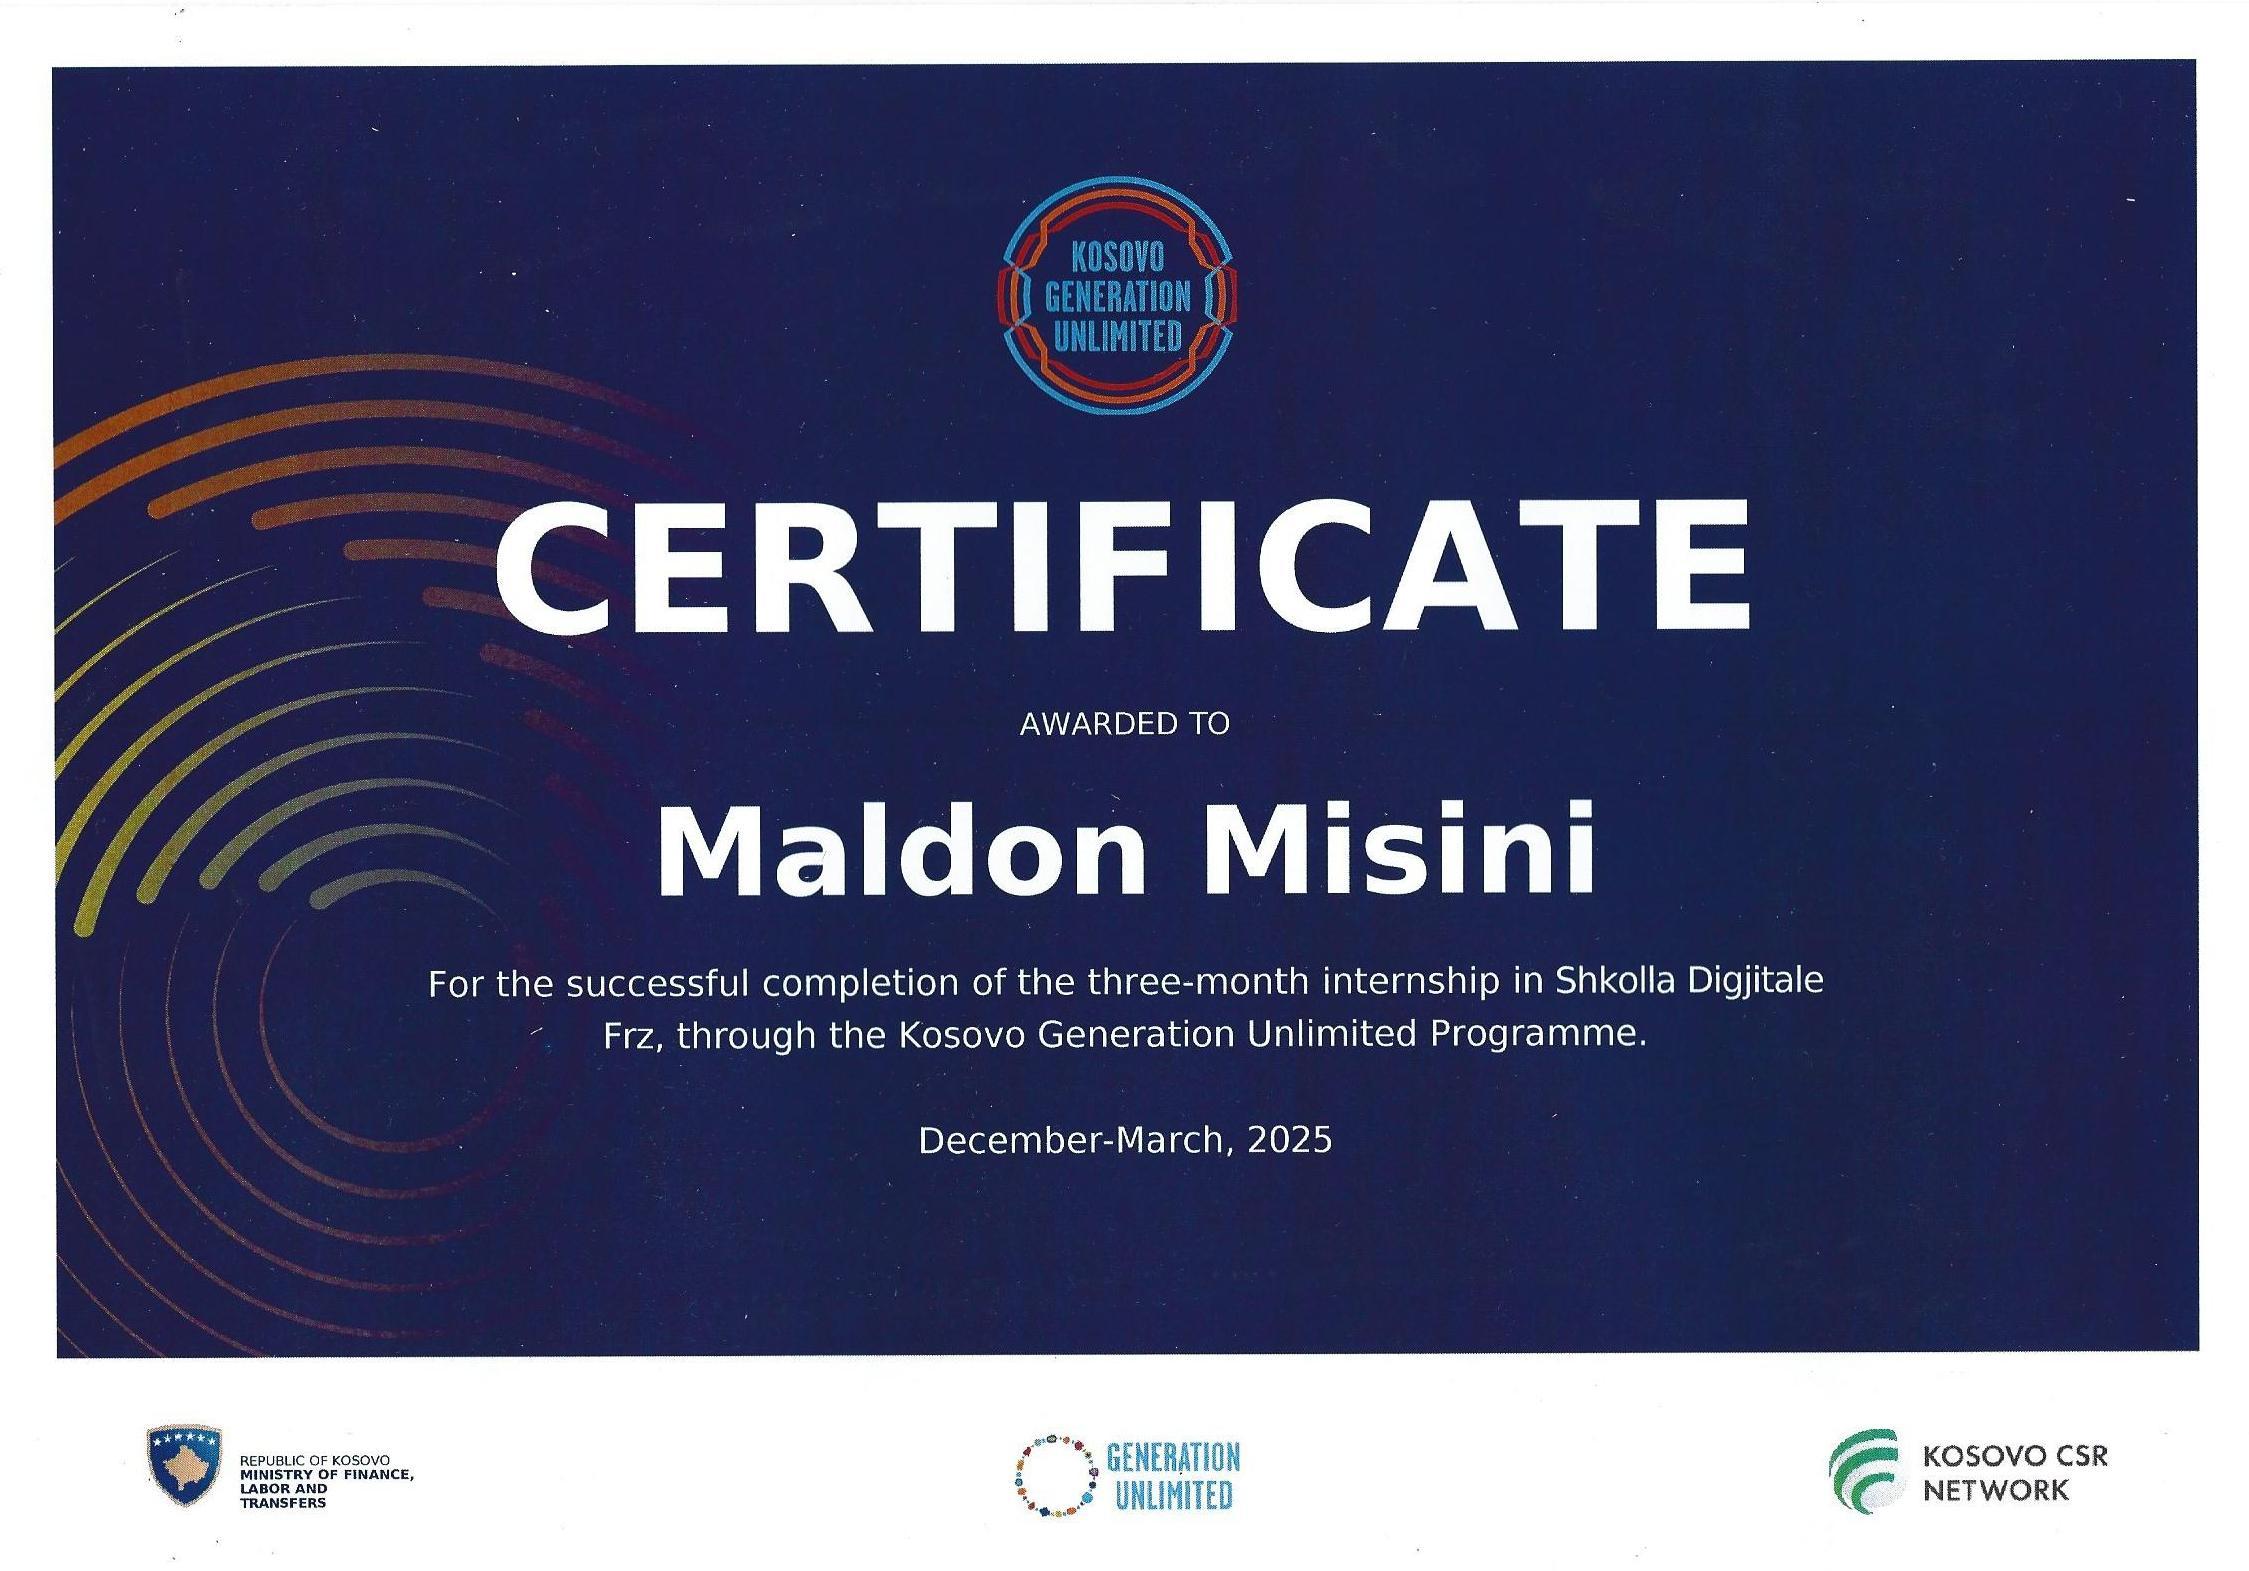 KOSOVO
GENERATION
UNLIMITED
CERTIFICATE
AWARDED TO
Maldon Misini
For the successful completion of the three-month internship in Shkolla Digjitale
Frz, through the Kosovo Generation Unlimited Programme.
December-March, 2025
REPUBLIC OF KOSOVO
MINISTRY OF FINANCE,
LABOR AND
TRANSFERS
GENERATION
UNLIMITED
KOSOVO CSR
NETWORK